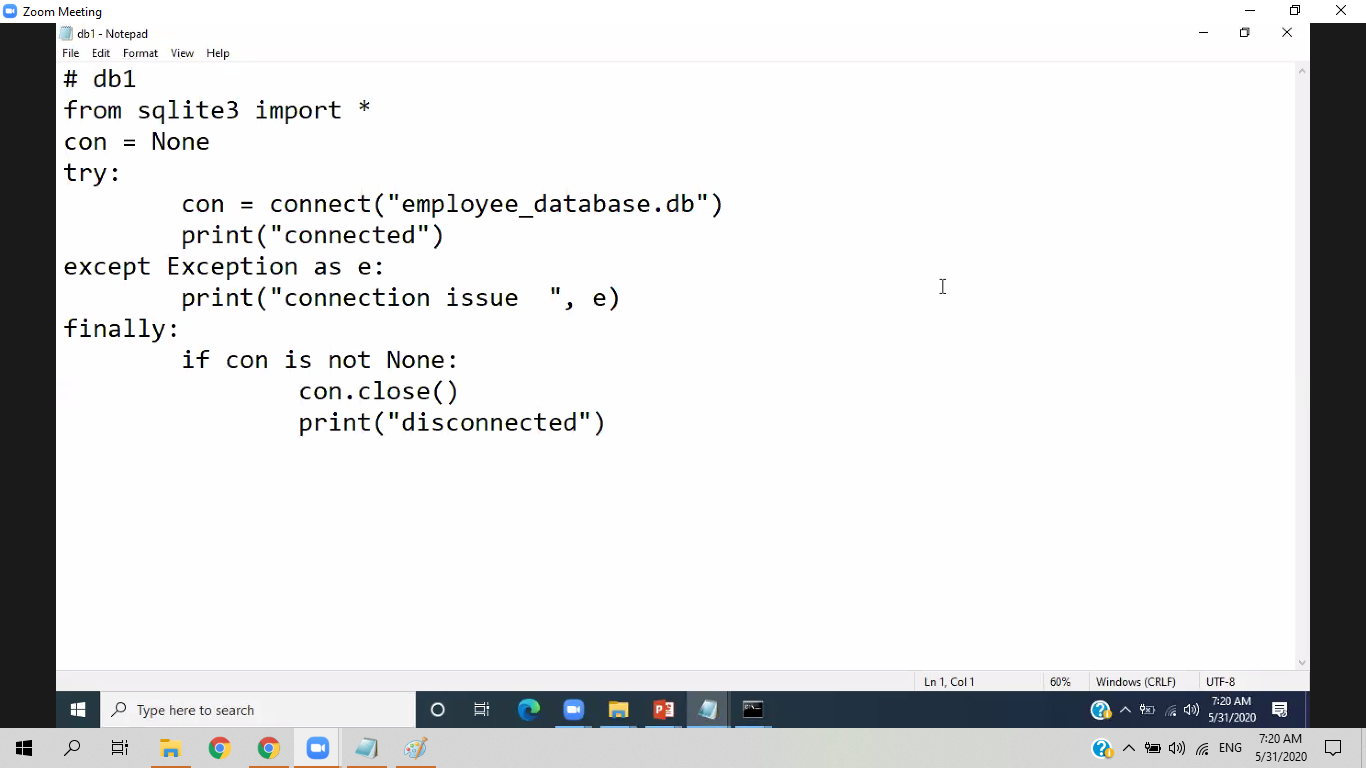 Zoom Meeting
db1 - Notepad
File Edit Format View Help
# db1
from sqlite3 import *
con = None
try:
        con = connect("employee_database.db")
        print("connected")
except Exception as e:
        print("connection issue  ", e)
finally:
        if con is not None:
                con.close()
                print("disconnected")
Ln 1, Col 1 60% Windows (CRLF) UTF-8
Type here to search
7:20 AM
5/31/2020
ENG
7:20 AM
5/31/2020